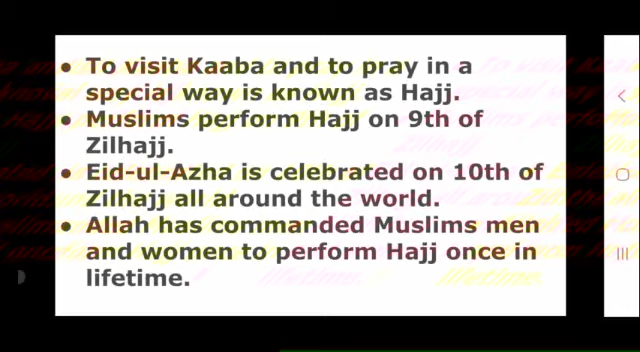 • To visit Kaaba and to pray in a
special way is known as Hajj.
• Muslims perform Hajj on 9th of
Zilhajj.
• Eid-ul-Azha is celebrated on 10th of
Zilhajj all around the world.
• Allah has commanded Muslims men
and women to perform Hajj once in
lifetime.